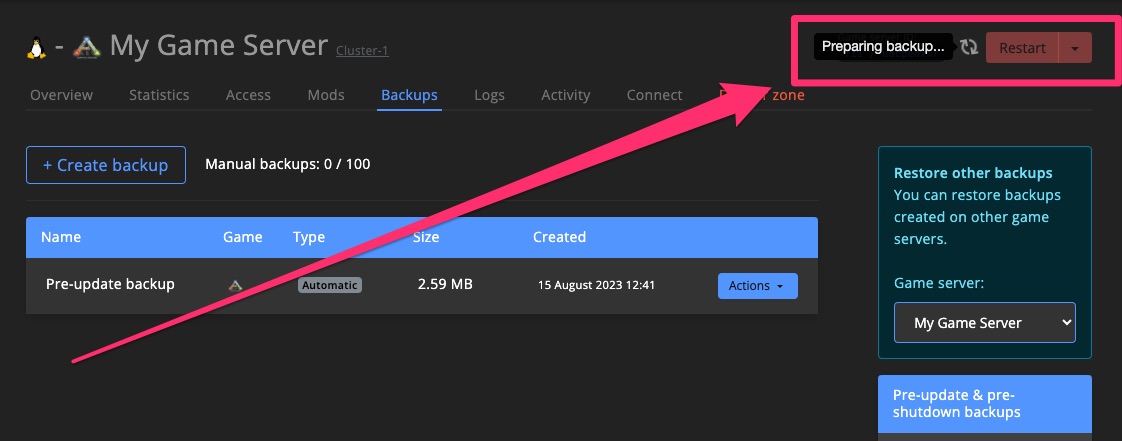 - My Game Server Cluster-1
Preparing backup... Restart
Overview Statistics Access Mods Backups Logs Activity Connect zone
+ Create backup Manual backups: 0 / 100
Name Game Type Size Created
Pre-update backup Automatic 2.59 MB 15 August 2023 12:41 Actions
Restore other backups
You can restore backups
created on other game
servers.
Game server:
My Game Server
Pre-update & pre-
shutdown backups